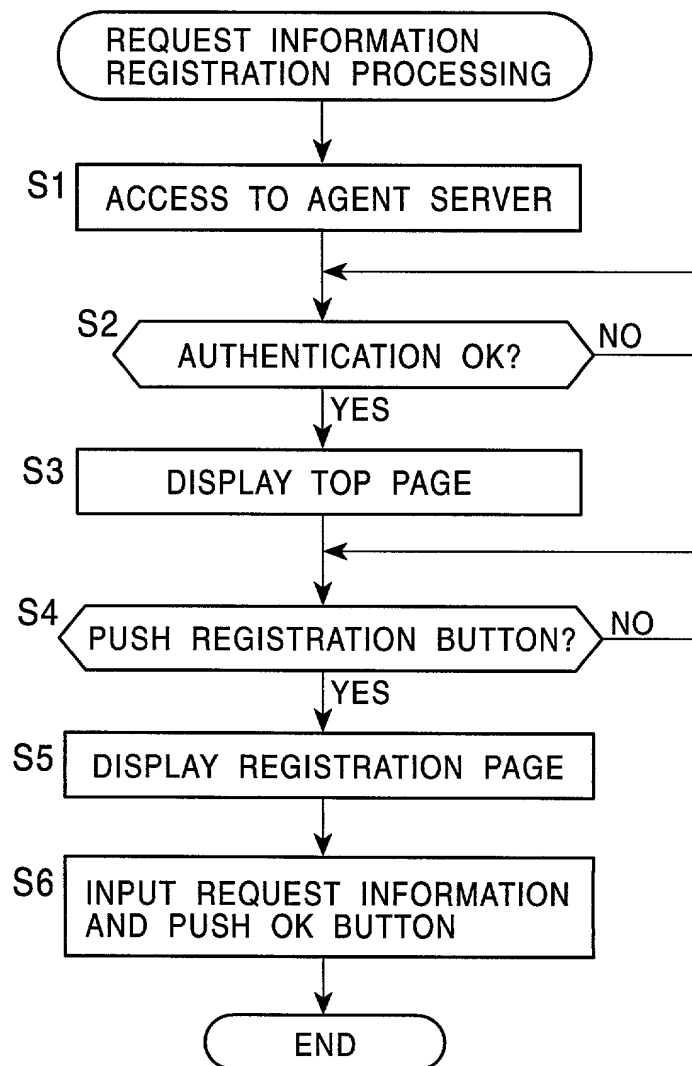 REQUEST INFORMATION
REGISTRATION PROCESSING
S1
ACCESS TO AGENT SERVER
S2
AUTHENTICATION OK?
NO
YES
S3
DISPLAY TOP PAGE
S4
PUSH REGISTRATION BUTTON?
NO
YES
S5
DISPLAY REGISTRATION PAGE
S6
INPUT REQUEST INFORMATION
AND PUSH OK BUTTON
END